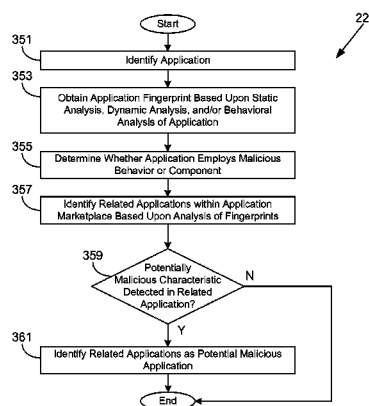 Start
22
351
Identify Application
353
Obtain Application Fingerprint Based Upon Static
Analysis, Dynamic Analysis, and/or Behavioral
Analysis of Application
355
Determine Whether Application Employs Malicious
Behavior or Component
357
Identify Related Applications within Application
Marketplace Based Upon Analysis of Fingerprints
359
Potentially
Malicious Characteristic
Detected in Related
Application?
N
Y
361
Identify Related Applications as Potential Malicious
Application
End